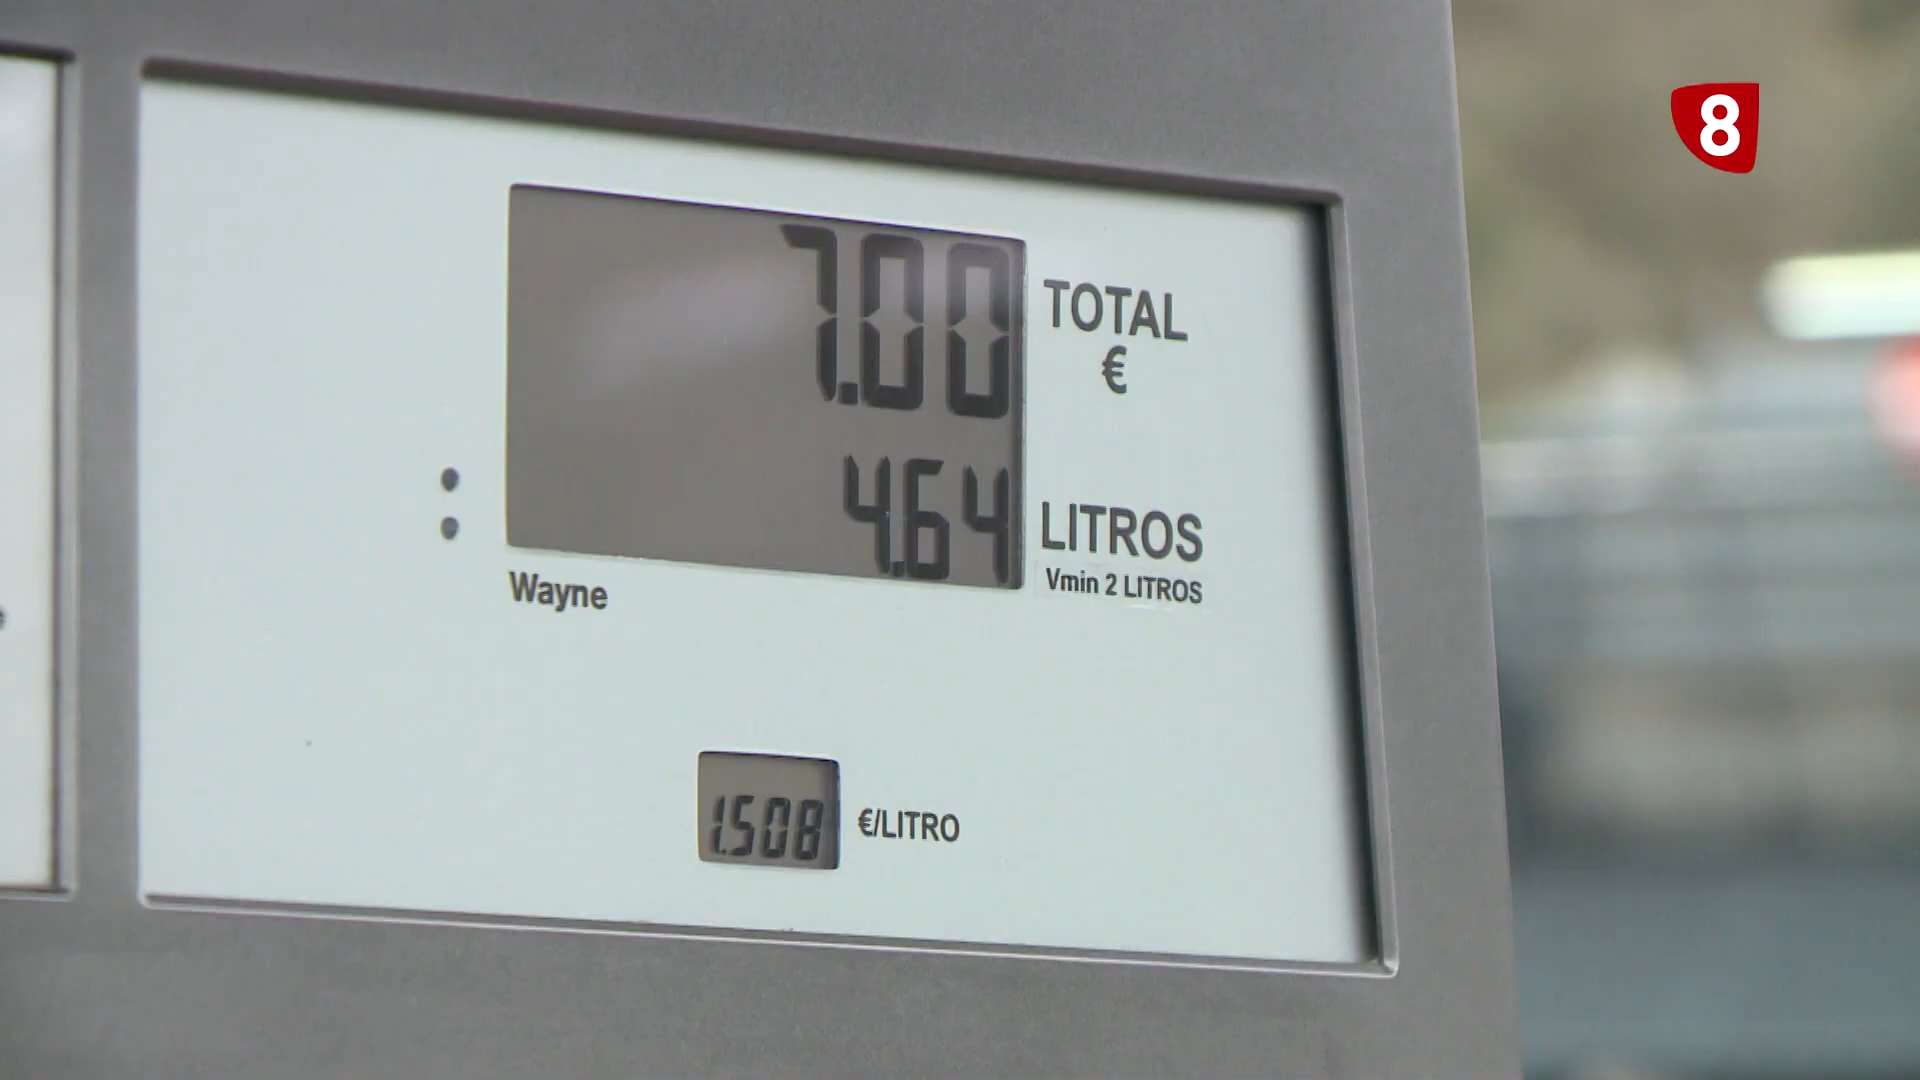 8
7.00 TOTAL
€
4.64 LITROS
Vmin 2 LITROS
Wayne
1.508 €/LITRO